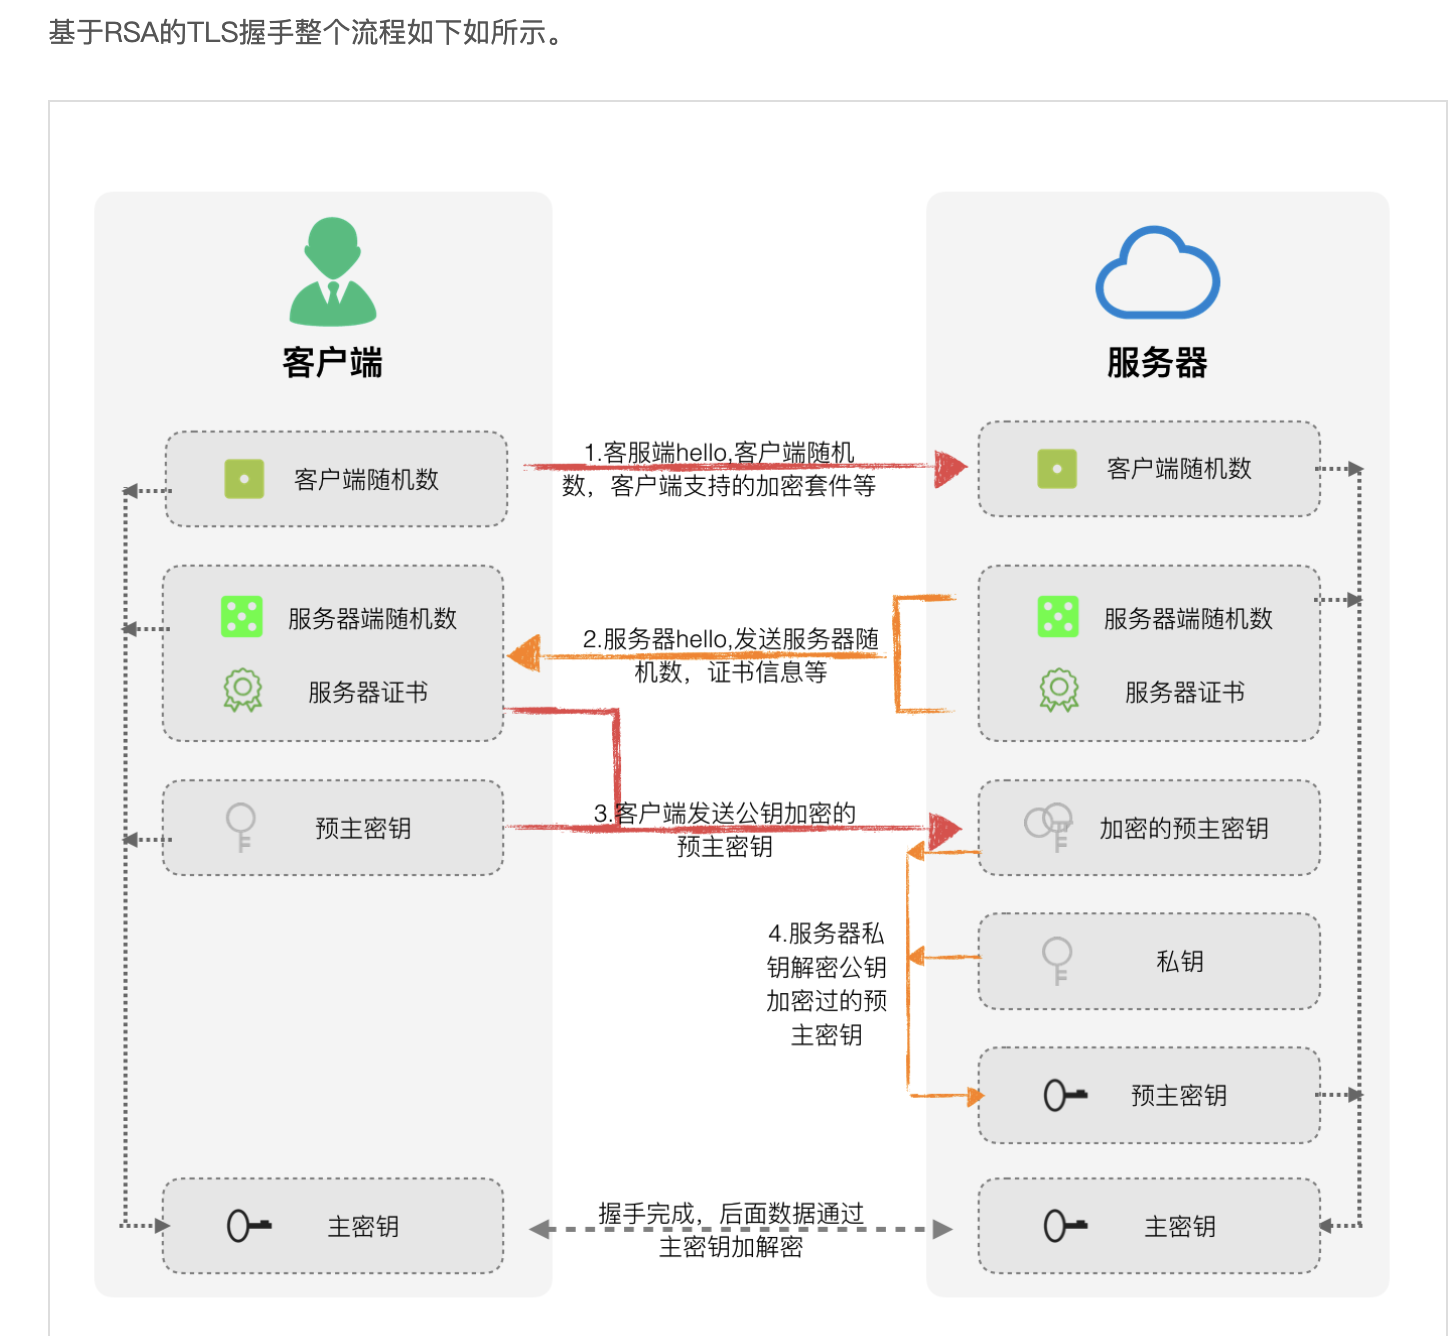 基于RSA的TLS握手整个流程如下如所示。
客户端
服务器
客户端随机数
1.客服端hello,客户端随机
数，客户端支持的加密套件等
客户端随机数
服务器端随机数
服务器证书
2.服务器hello,发送服务器随
机数，证书信息等
服务器端随机数
服务器证书
预主密钥
3.客户端发送公钥加密的
预主密钥
加密的预主密钥
4.服务器私
钥解密公钥
加密过的预
主密钥
私钥
预主密钥
主密钥
握手完成，后面数据通过
主密钥加解密
主密钥